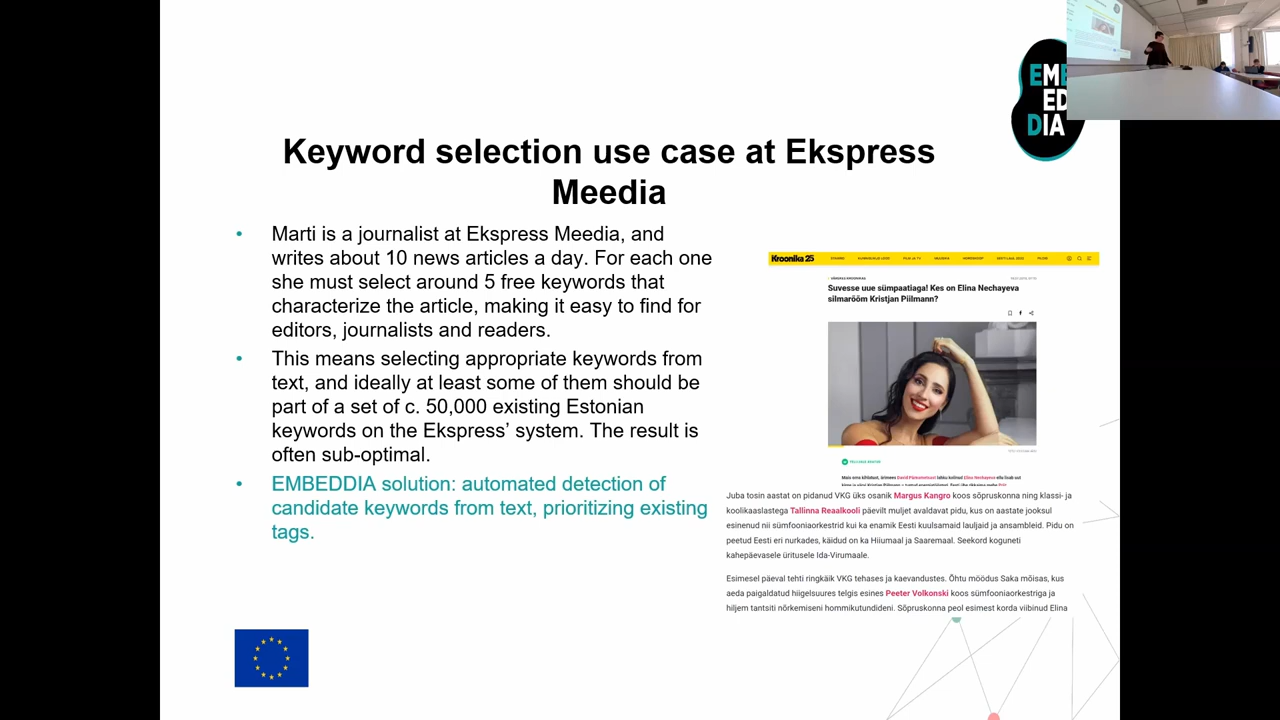 EMB
ED
DIA
Keyword selection use case at Ekspress
Meedia
• Marti is a journalist at Ekspress Meedia, and
writes about 10 news articles a day. For each one
she must select around 5 free keywords that
characterize the article, making it easy to find for
editors, journalists and readers.
• This means selecting appropriate keywords from
text, and ideally at least some of them should be
part of a set of c. 50,000 existing Estonian
keywords on the Ekspress’ system. The result is
often sub-optimal.
• EMBEDDIA solution: automated detection of
candidate keywords from text, prioritizing existing
tags.
Kroonika 25
Suvesse uue sümpaatiaga! Kes on Elina Nechayeva
silmarõõm Kristjan Piilmann?
Juba tosin aastat on pidanud VKG üks osanik Margus Kangro koos sõpruskonna ning klassi- ja
koolikaaslastega Tallinna Reaalkooli päevilt muljet avaldavat pidu, kus on aastate jooksul
esinenud nii sümfooniaorkestrid kui ka enamik Eesti kuulsamaid lauljaid ja ansambleid. Pidu on
peetud Eesti eri nurkades, käidud on ka Hiiumaal ja Saaremaal. Seekord koguneti
kahepäevasele üritusele Ida-Virumaale.
Esimesel päeval tehti ringkäik VKG tehases ja kaevandustes. Õhtu möödus Saka mõisas, kus
aeda paigaldatud hiigelsuures telgis esines Peeter Volkonski koos sümfooniaorkestriga ja
hiljem tantsiti nõrkemiseni hommikutundideni. Sõpruskonna peol esimest korda viibinud Elina